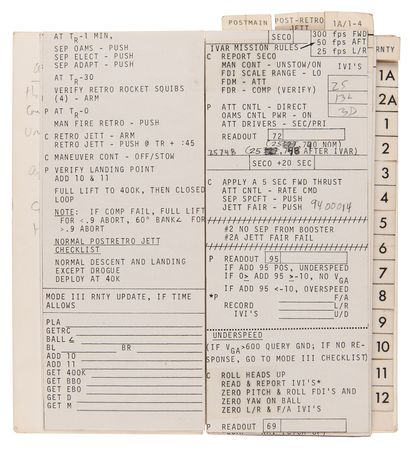 POSTMAIN
POST-RETRO
JETT
1A/1-4
RNTY
1A
2A
1
2
3
4
5
6
7
8
9
10
11
12
AT TR-1 MIN,
SEP OAMS - PUSH
SEP ELECT - PUSH
SEP ADAPT - PUSH
AT TR-30
VERIFY RETRO ROCKET SQUIBS
(4) - ARM
P AT TR-0
MAN FIRE RETRO - PUSH
C RETRO JETT - ARM
RETRO JETT - PUSH @ TR + :45
C MANEUVER CONT - OFF/STOW
P VERIFY LANDING POINT
ADD 10 & 11
FULL LIFT TO 400K, THEN CLOSED
LOOP
NOTE: IF COMP FAIL, FULL LIFT
FOR <.9 ABORT, 60° BANK∠ FOR
>.9 ABORT
NORMAL POSTRETRO JETT
CHECKLIST
NORMAL DESCENT AND LANDING
EXCEPT DROGUE
DEPLOY AT 40K
MODE III RNTY UPDATE, IF TIME
ALLOWS
PLA
GETRC
BALL ∠
BL BR
ADD 10
ADD 11
GET 400K
GET BBO
GET EBO
GET D
GET M
SECO
300 fps FWD
50 fps AFT
25 fps L/R
IVAR MISSION RULES
C REPORT SECO
MAN CONT - UNSTOW/ON IVI'S
FDI SCALE RANGE - LO
FDM - ATT
FDR - COMP (VERIFY)
25
13L
3D
P ATT CNTL - DIRECT
OAMS CNTL PWR - ON
ATT DRIVERS - SEC/PRI
READOUT 72
NOM)
25748 AFTER IVAR)
SECO +20 SEC
C APPLY A 5 SEC FWD THRUST
ATT CNTL - RATE CMD
SEP SPCFT - PUSH
JETT FAIR - PUSH 9400014
#2 NO SEP FROM BOOSTER
#2A JETT FAIR FAIL
P READOUT 95
IF ADD 95 POS, UNDERSPEED
IF 0≥ ≥-10, NO VGA
IF ADD 95 <-10, OVERSPEED
*P F/A
RECORD L/R
IVI'S U/D
UNDERSPEED
(IF VGA>600 QUERY GND; IF NO RE-
SPONSE, GO TO MODE III CHECKLIST)
C ROLL HEADS UP
READ & REPORT IVI'S*
ZERO PITCH & ROLL FDI'S AND
ZERO YAW ON BALL
ZERO L/R & F/A IVI'S
P READOUT 69